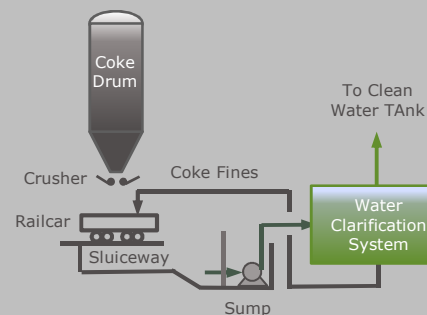 Coke
Drum
To Clean
Water TAnk
Crusher
Coke Fines
Railcar
Water
Clarification
System
Sluiceway
Sump